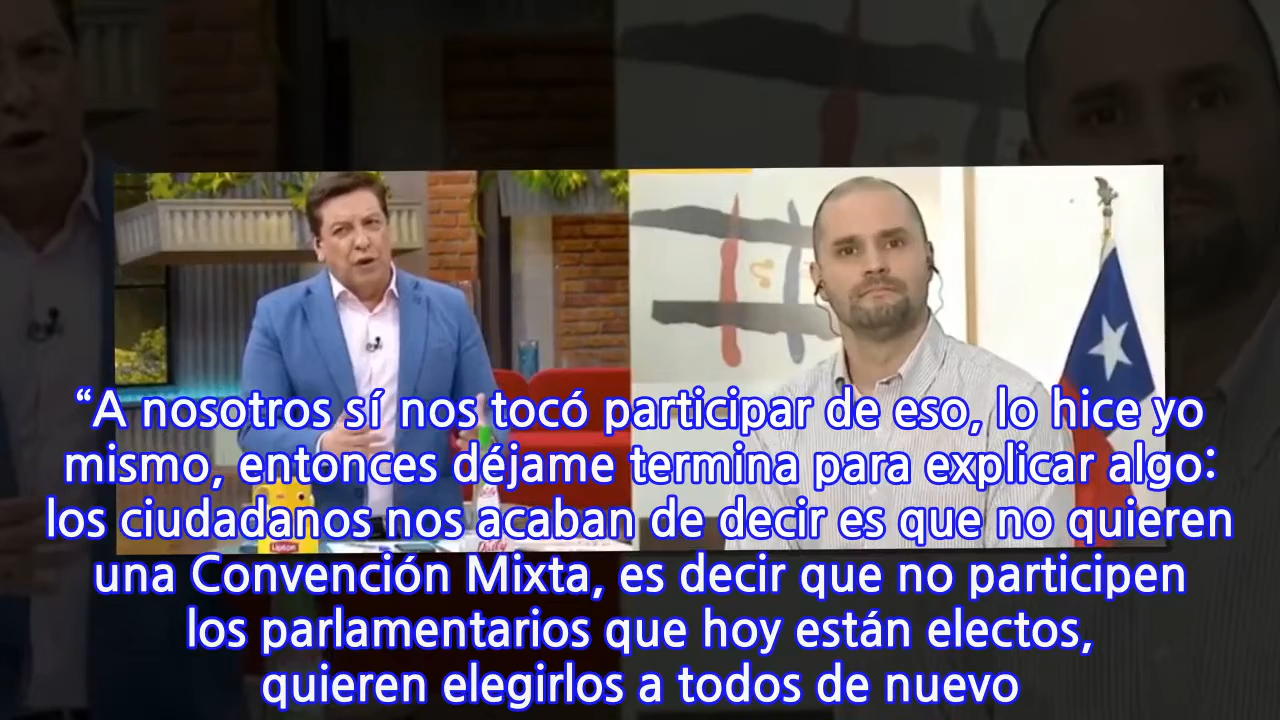 “A nosotros sí nos tocó participar de eso, lo hice yo
mismo, entonces déjame termina para explicar algo:
los ciudadanos nos acaban de decir es que no quieren
una Convención Mixta, es decir que no participen
los parlamentarios que hoy están electos,
quieren elegirlos a todos de nuevo
Lipton